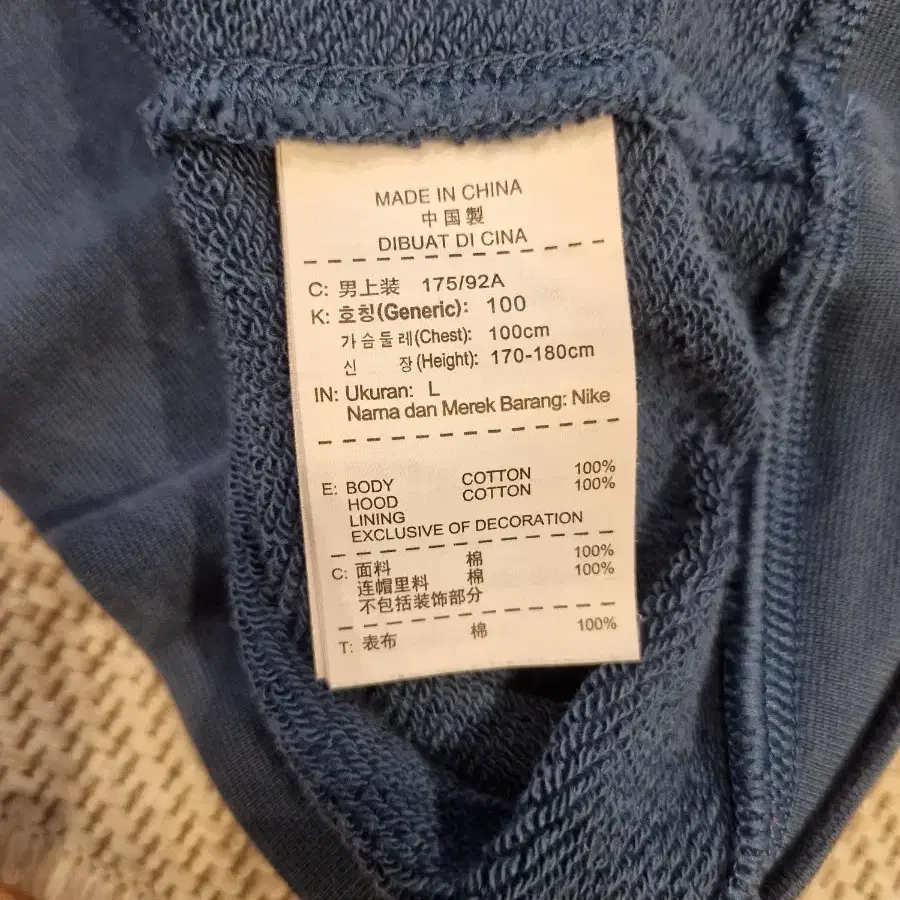 MADE IN CHINA
中国製
DIBUAT DI CINA
C: 男上装 175/92A
K: 호칭(Generic): 100
가슴둘레(Chest): 100cm
신 장(Height): 170-180cm
IN: Ukuran: L
Nama dan Merek Barang: Nike
E: BODY COTTON 100%
HOOD COTTON 100%
LINING
EXCLUSIVE OF DECORATION
C: 面料 棉 100%
连帽里料 棉 100%
不包括装饰部分
T: 表布 棉 100%